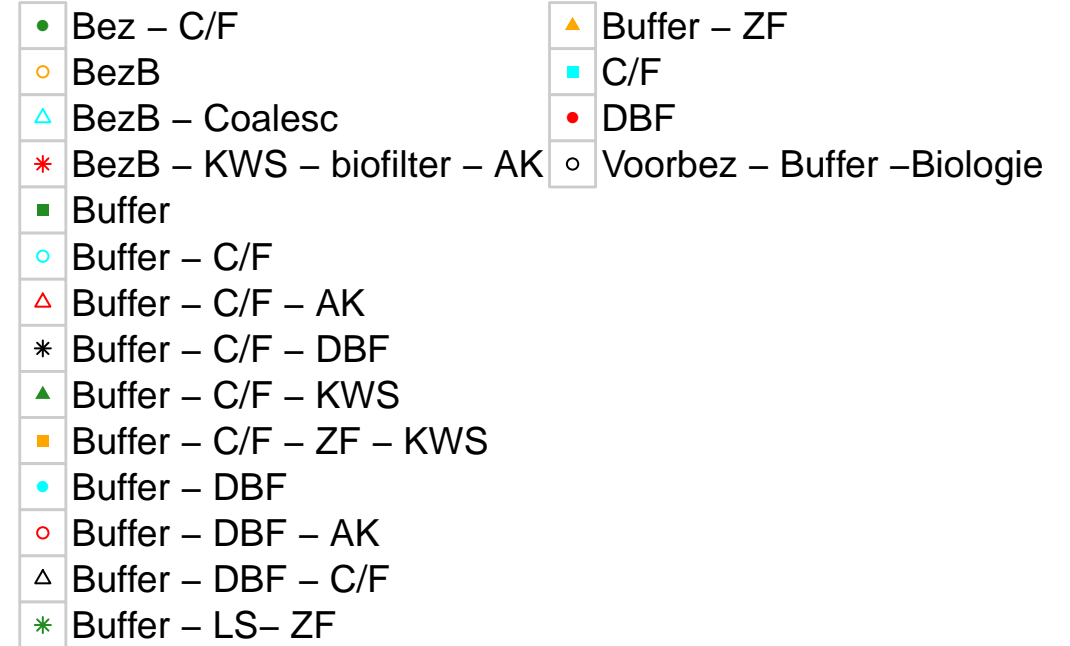 Bez – C/F
BezB
BezB – Coalesc
BezB – KWS – biofilter – AK
Buffer
Buffer – C/F
Buffer – C/F – AK
Buffer – C/F – DBF
Buffer – C/F – KWS
Buffer – C/F – ZF – KWS
Buffer – DBF
Buffer – DBF – AK
Buffer – DBF – C/F
Buffer – LS– ZF
Buffer – ZF
C/F
DBF
Voorbez – Buffer –Biologie